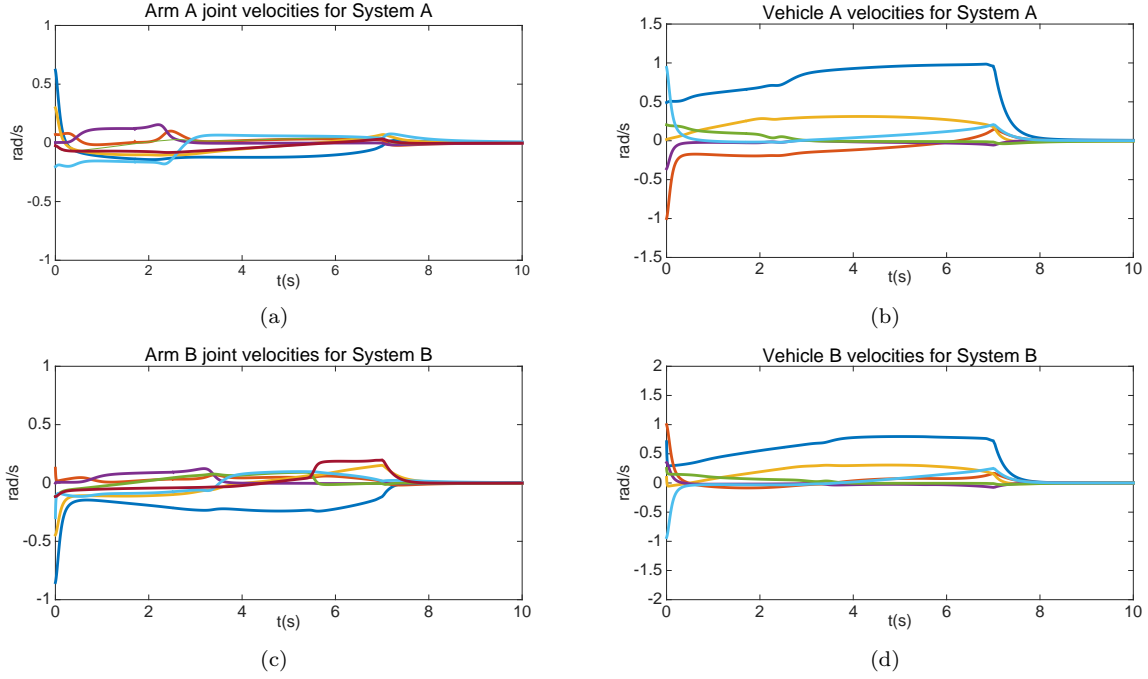 Arm A joint velocities for System A
1
0.5
0
-0.5
-1
rad/s
0 2 4 6 8 10
t(s)
(a)
Vehicle A velocities for System A
1.5
1
0.5
0
-0.5
-1
-1.5
rad/s
0 2 4 6 8 10
t(s)
(b)
Arm B joint velocities for System B
1
0.5
0
-0.5
-1
rad/s
0 2 4 6 8 10
t(s)
(c)
Vehicle B velocities for System B
2
1.5
1
0.5
0
-0.5
-1
-1.5
-2
rad/s
0 2 4 6 8 10
t(s)
(d)